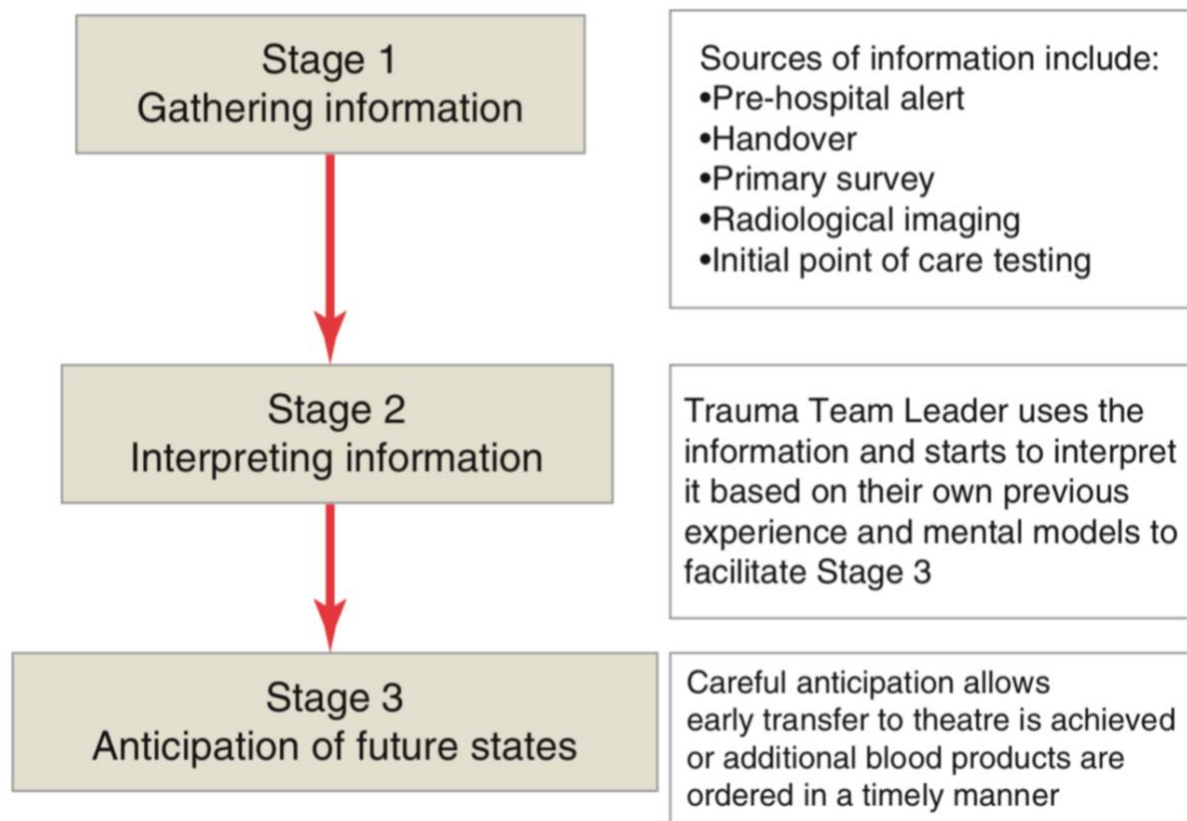 Stage 1
Gathering information
Sources of information include:
•Pre-hospital alert
•Handover
•Primary survey
•Radiological imaging
•Initial point of care testing
Stage 2
Interpreting information
Trauma Team Leader uses the
information and starts to interpret
it based on their own previous
experience and mental models to
facilitate Stage 3
Stage 3
Anticipation of future states
Careful anticipation allows
early transfer to theatre is achieved
or additional blood products are
ordered in a timely manner